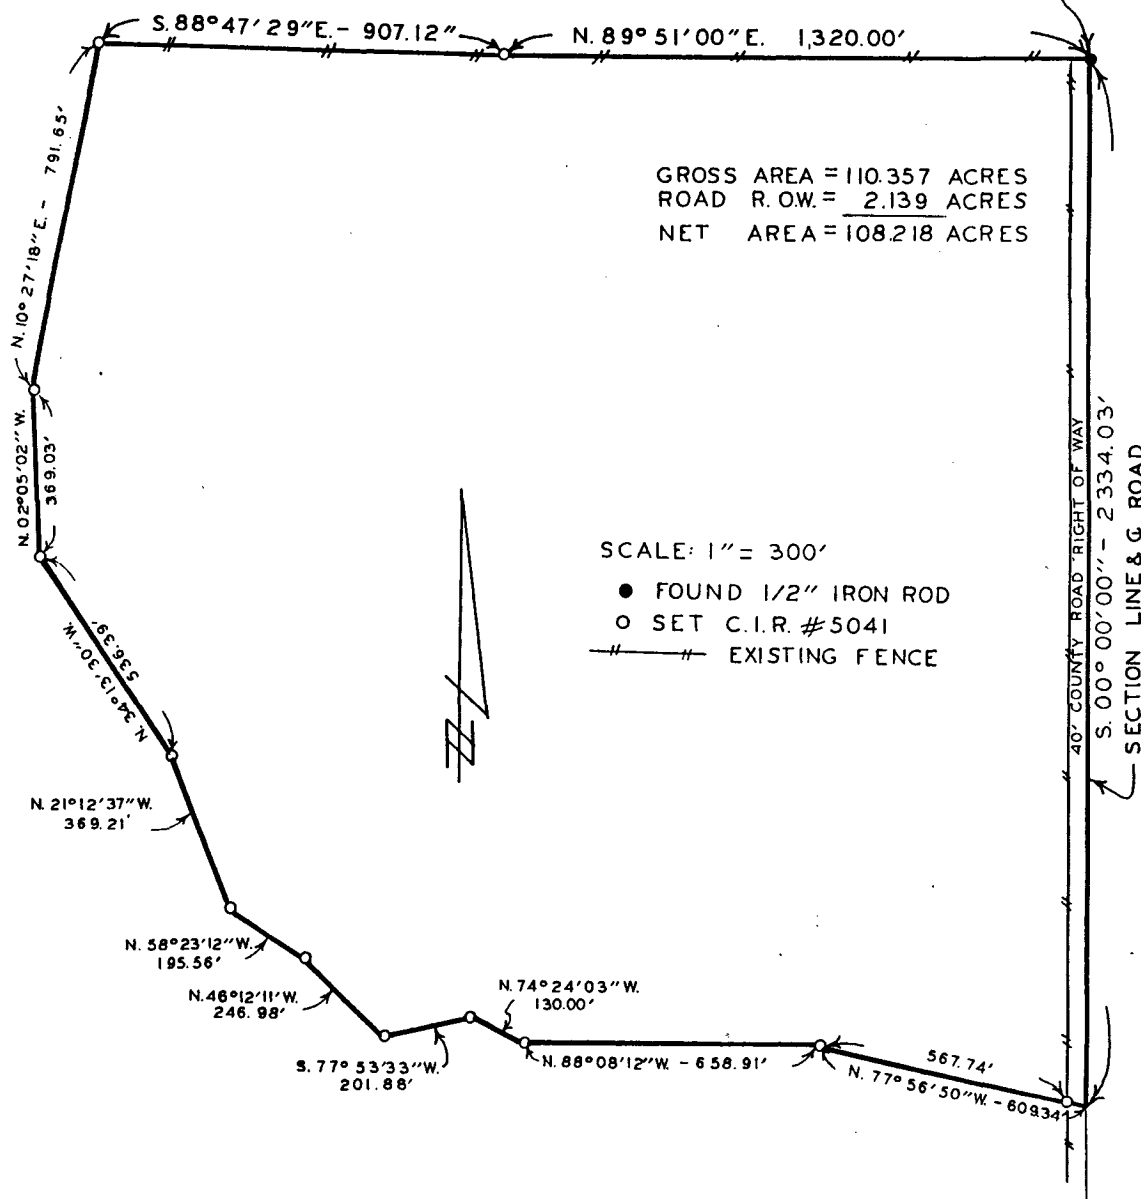 S. 88° 47' 29" E. - 907.12"
N. 89° 51' 00" E. 1,320.00'
GROSS AREA = 110.357 ACRES
ROAD R.O.W. = 2.139 ACRES
NET AREA = 108.218 ACRES
N. 10° 27' 18" E. - 791.65'
N. 02° 05' 02" W.
369.03'
SCALE: 1" = 300'
● FOUND 1/2" IRON ROD
○ SET C.I.R. #5041
EXISTING FENCE
40' COUNTY ROAD RIGHT OF WAY
S. 00° 00' 00" - 2334.03'
SECTION LINE & ℄ ROAD
536.39'
N. 34° 13' 30" W.
N
N. 21° 12' 37" W.
369.21'
N. 58° 23' 12" W.
195.56'
N. 46° 12' 11" W.
246.98'
S. 77° 53' 33" W.
201.88'
N. 74° 24' 03" W.
130.00'
N. 88° 08' 12" W. - 658.91'
567.74'
N. 77° 56' 50" W. - 609.34'